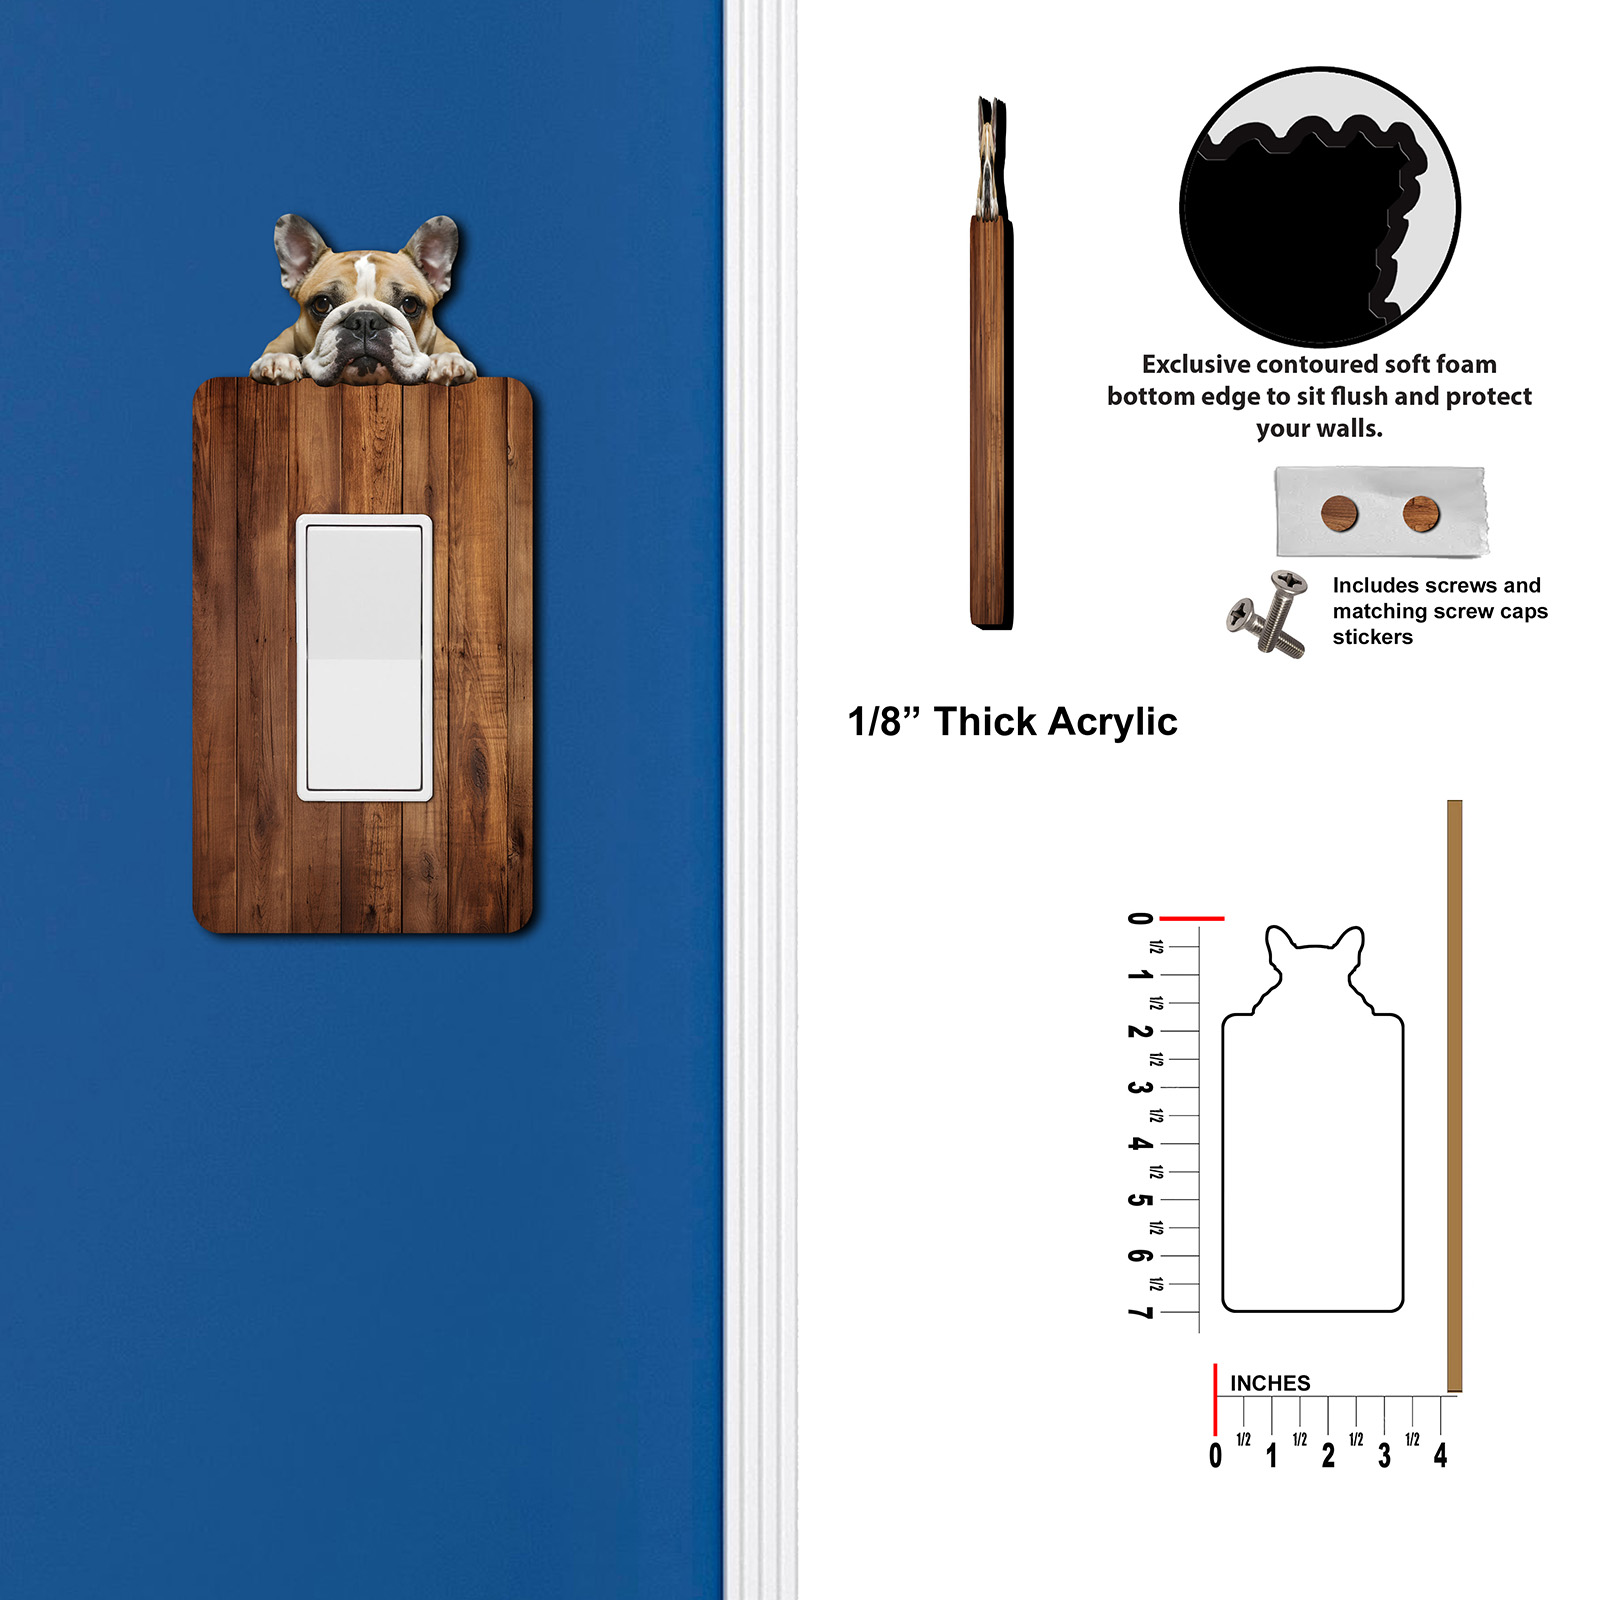 Exclusive contoured soft foam
bottom edge to sit flush and protect
your walls.
Includes screws and
matching screw caps
stickers
1/8” Thick Acrylic
0
1/2
1
1/2
2
1/2
3
1/2
4
1/2
5
1/2
6
1/2
7
INCHES
0 1/2 1 1/2 2 1/2 3 1/2 4